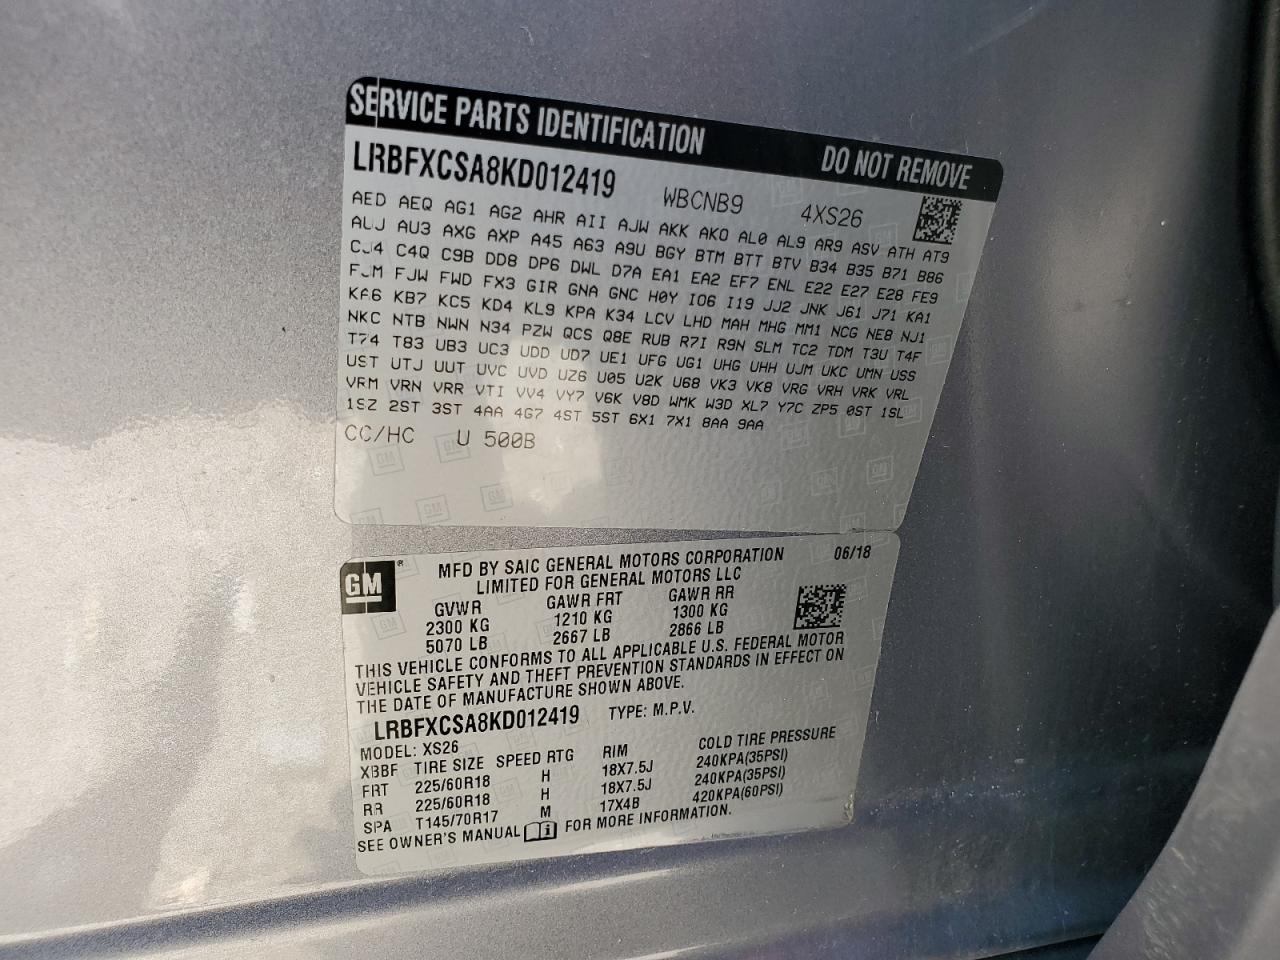 SERVICE PARTS IDENTIFICATION DO NOT REMOVE
LRBFXCSA8KD012419 WBCNB9 4XS26
AED AEQ AG1 AG2 AHR AII AJW AKK AKO AL0 AL9 AR9 ASV ATH AT9
AUJ AU3 AXG AXP A45 A63 A9U BGY BTM BTT BTV B34 B35 B71 B86
CJ4 C4Q C9B DD8 DP6 DWL D7A EA1 EA2 EF7 ENL E22 E27 E28 FE9
FJM FJW FWD FX3 GIR GNA GNC H0Y IO6 I19 JJ2 JNK J61 J71 KA1
KA6 KB7 KC5 KD4 KL9 KPA K34 LCV LHD MAH MHG MM1 NCG NE8 NJ1
NKC NTB NWN N34 PZW QCS Q8E RUB R7I R9N SLM TC2 TDM T3U T4F
T74 T83 UB3 UC3 UDD UD7 UE1 UFG UG1 UHG UHH UJM UKC UMN USS
UST UTJ UUT UVC UVD UZ6 U05 U2K U68 VK3 VK8 VRG VRH VRK VRL
VRM VRN VRR VTI VV4 VY7 V6K V8D WMK W3D XL7 Y7C ZP5 0ST 1SL
1SZ 2ST 3ST 4AA 4G7 4ST 5ST 6X1 7X1 8AA 9AA
CC/HC U 500B
GM ® MFD BY SAIC GENERAL MOTORS CORPORATION 06/18
LIMITED FOR GENERAL MOTORS LLC
GVWR GAWR FRT GAWR RR
2300 KG 1210 KG 1300 KG
5070 LB 2667 LB 2866 LB
THIS VEHICLE CONFORMS TO ALL APPLICABLE U.S. FEDERAL MOTOR
VEHICLE SAFETY AND THEFT PREVENTION STANDARDS IN EFFECT ON
THE DATE OF MANUFACTURE SHOWN ABOVE.
LRBFXCSA8KD012419 TYPE: M.P.V.
MODEL: XS26
XBBF TIRE SIZE SPEED RTG RIM COLD TIRE PRESSURE
FRT 225/60R18 H 18X7.5J 240KPA(35PSI)
RR 225/60R18 H 18X7.5J 240KPA(35PSI)
SPA T145/70R17 M 17X4B 420KPA(60PSI)
SEE OWNER'S MANUAL FOR MORE INFORMATION.